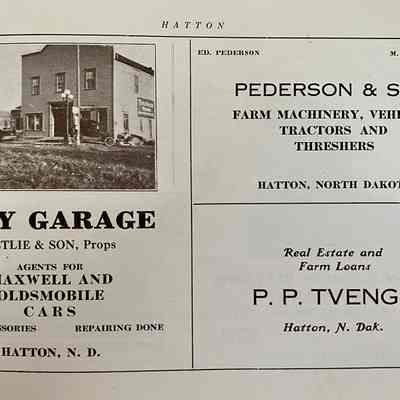 HATTON
Y GARAGE
TLIE & SON, Props
AGENTS FOR
MAXWELL AND
OLDSMOBILE
CARS
SSORIES REPAIRING DONE
HATTON, N. D.
ED. PEDERSON M.
PEDERSON & S
FARM MACHINERY, VEH
TRACTORS AND
THRESHERS
HATTON, NORTH DAKOT
Real Estate and
Farm Loans
P. P. TVENG
Hatton, N. Dak.